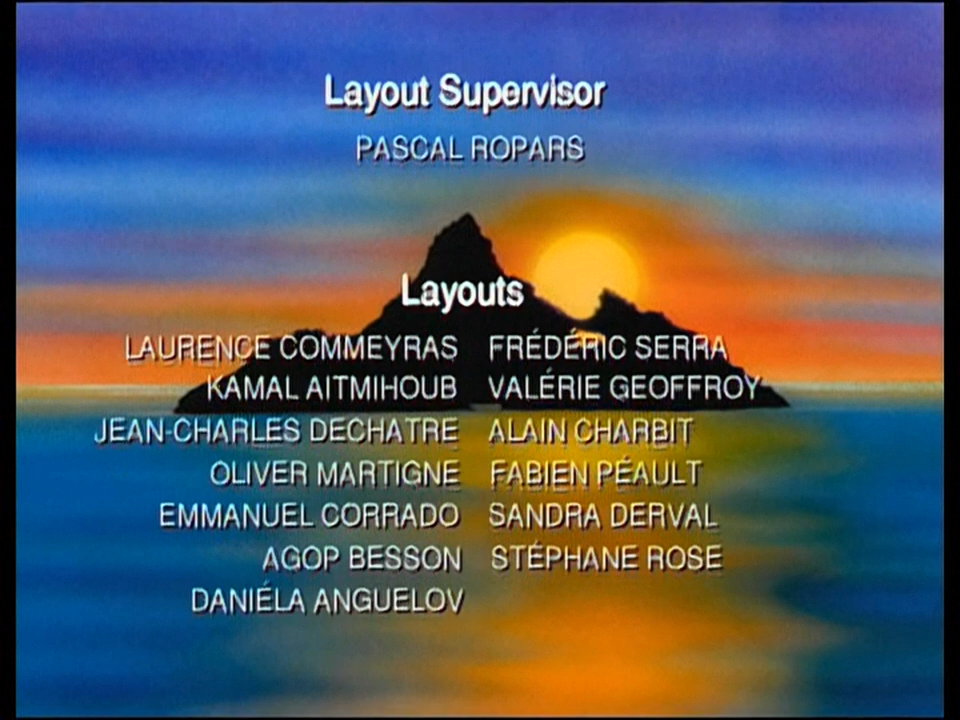 Layout Supervisor
PASCAL ROPARS
Layouts
LAURENCE COMMEYRAS FRÉDÉRIC SERRA
KAMAL AITMIHOUB VALÉRIE GEOFFROY
JEAN-CHARLES DECHATRE ALAIN CHARBIT
OLIVER MARTIGNE FABIEN PÉAULT
EMMANUEL CORRADO SANDRA DERVAL
AGOP BESSON STÉPHANE ROSE
DANIÉLA ANGUELOV